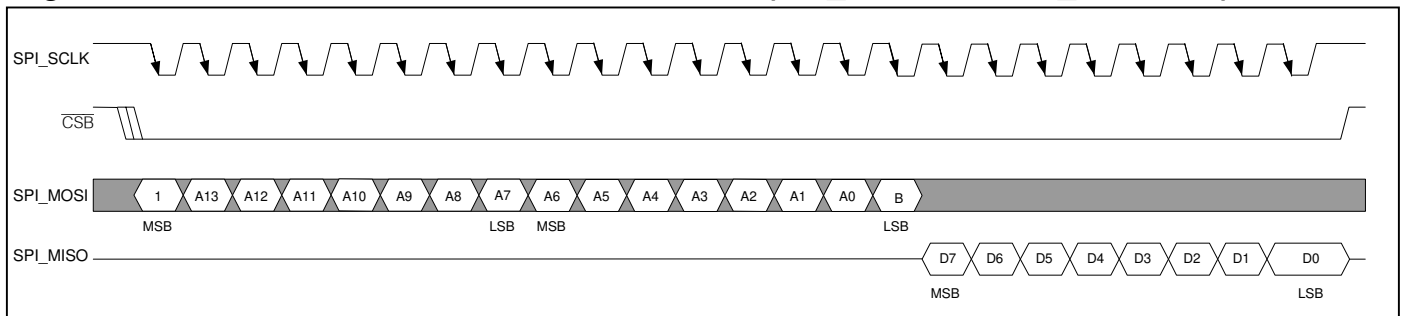 SPI_SCLK
CSB
SPI_MOSI 1 A13 A12 A11 A10 A9 A8 A7 A6 A5 A4 A3 A2 A1 A0 B
MSB LSB MSB LSB
SPI_MISO D7 D6 D5 D4 D3 D2 D1 D0
MSB LSB